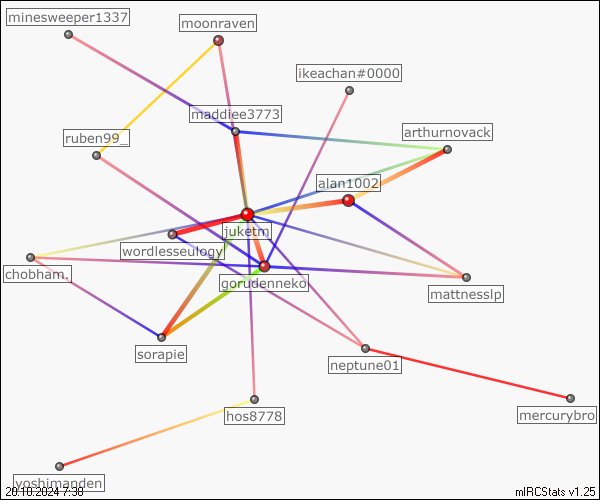 minesweeper1337
moonraven
ikeachan#0000
maddiee3773
arthurnovack
ruben99_
alan1002
juketm
wordlesseulogy
chobham.
gorudenneko
mattnesslp
sorapie
neptune01
hos8778
mercurybro
yoshimanden
20.10.2024 7:38
mIRCStats v1.25